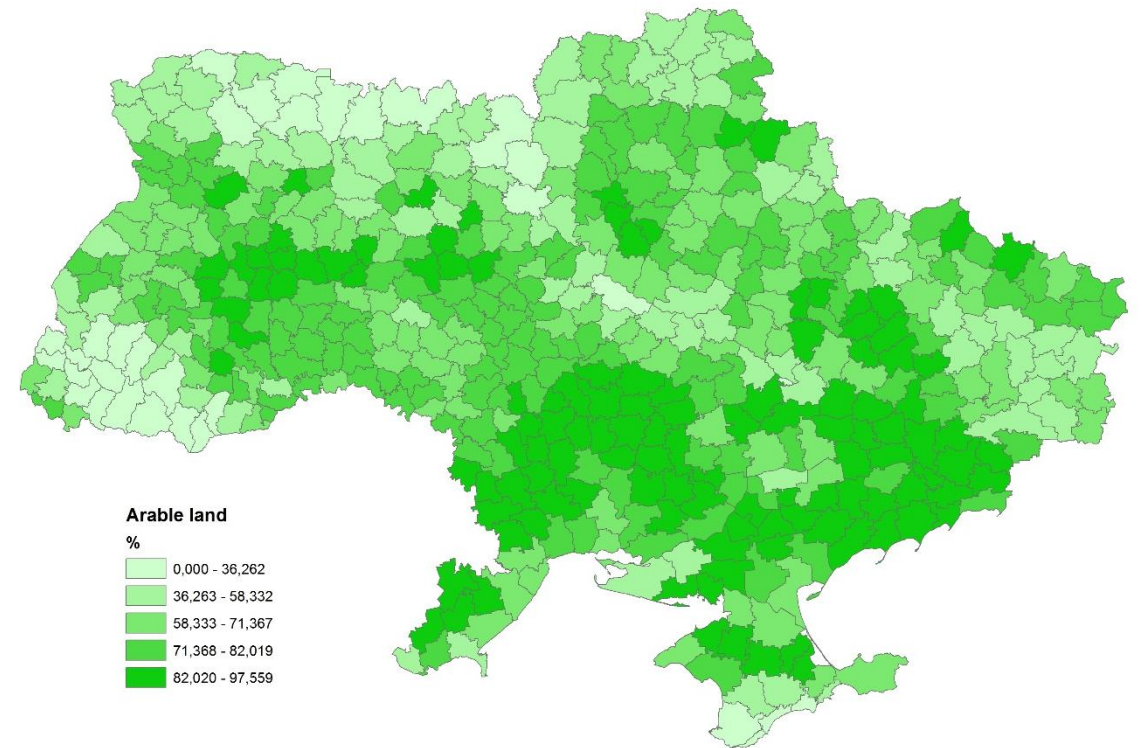 Arable land
%
0,000 - 36,262
36,263 - 58,332
58,333 - 71,367
71,368 - 82,019
82,020 - 97,559